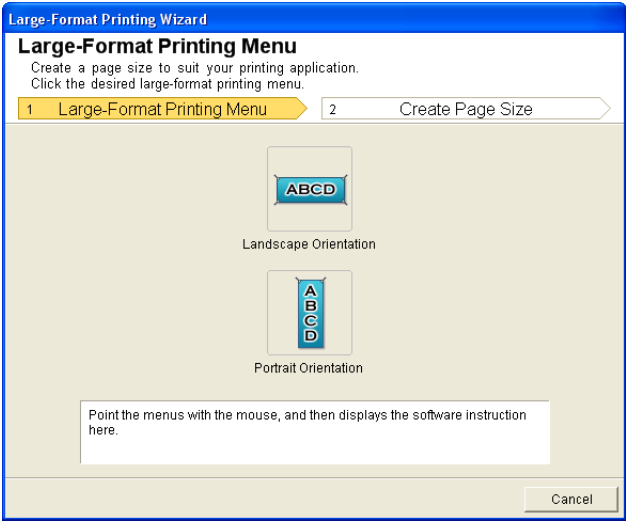 Large-Format Printing Wizard
Large-Format Printing Menu
Create a page size to suit your printing application.
Click the desired large-format printing menu.
1 Large-Format Printing Menu 2 Create Page Size
ABCD
Landscape Orientation
A
B
C
D
Portrait Orientation
Point the menus with the mouse, and then displays the software instruction
here.
Cancel